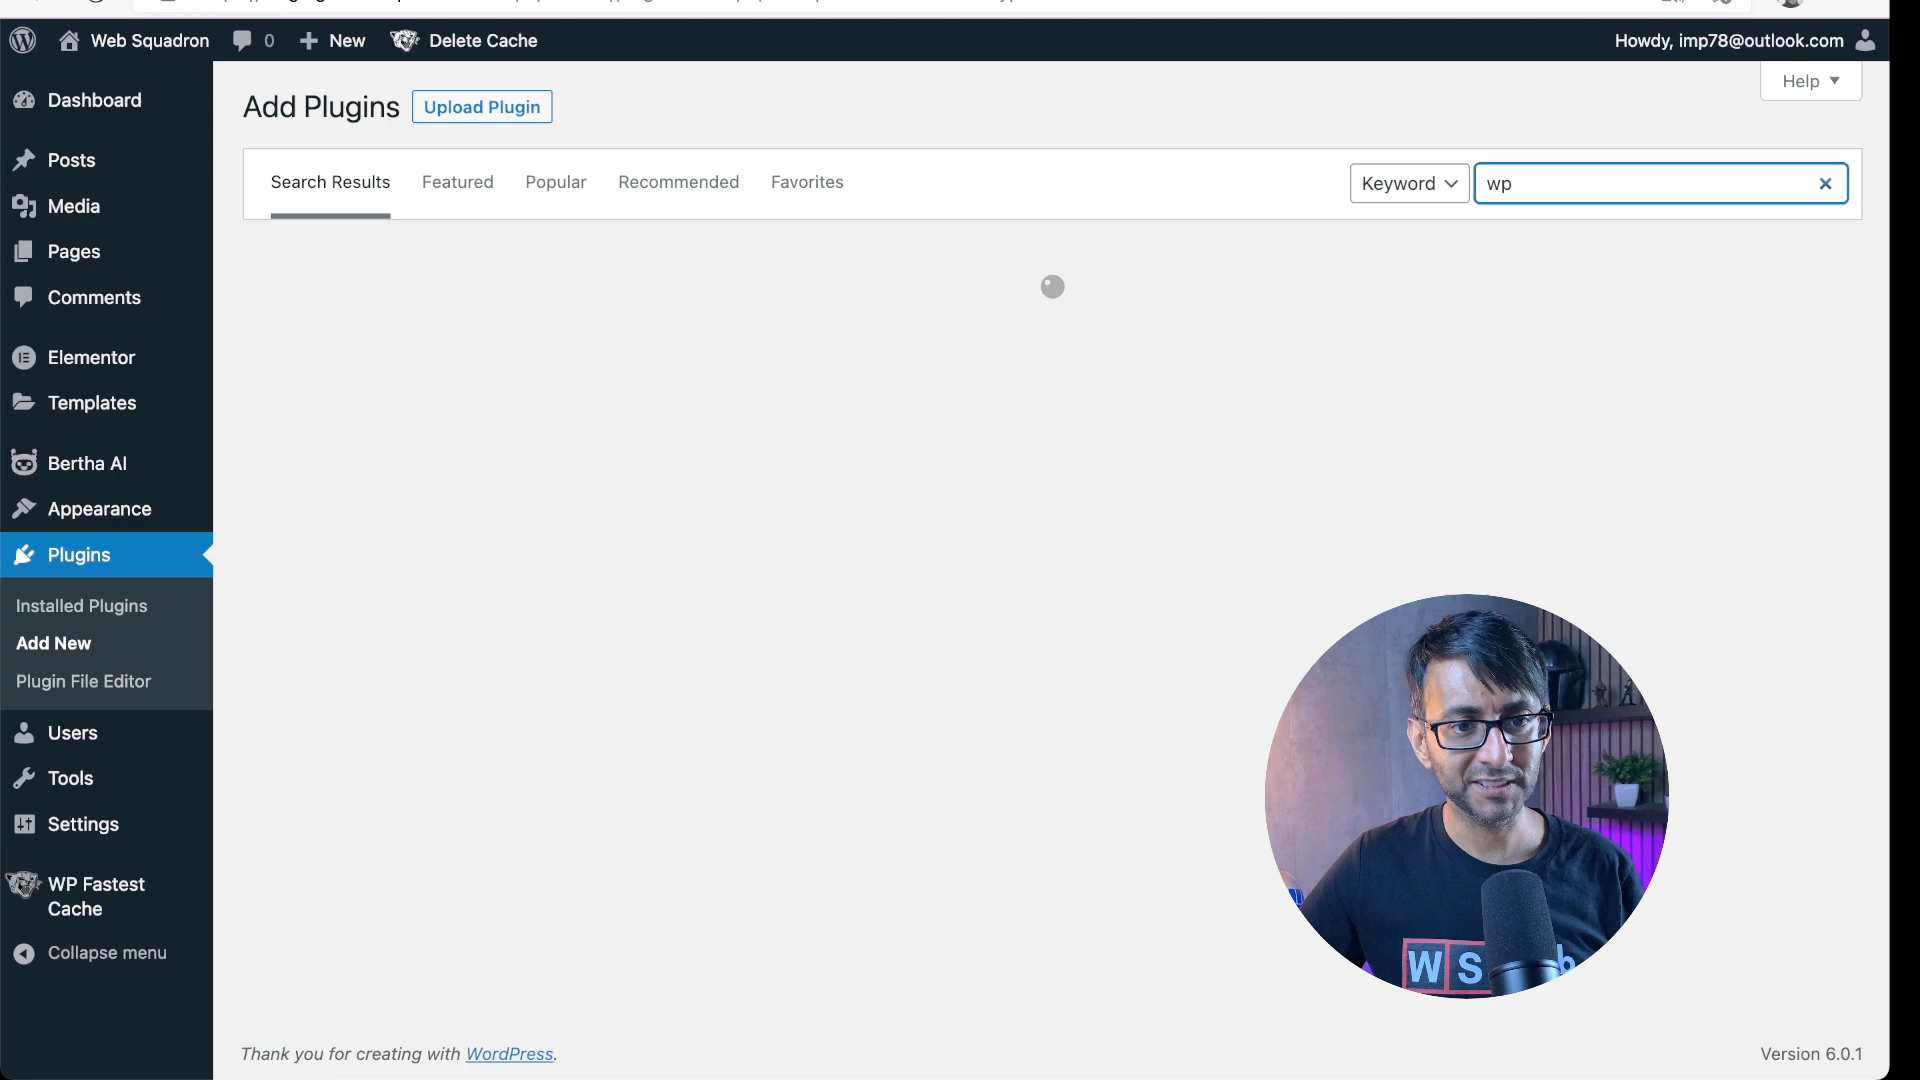 Web Squadron
0
New
Delete Cache
Howdy, imp78@outlook.com
Dashboard
Posts
Media
Pages
Comments
Elementor
Templates
Bertha AI
Appearance
Plugins
Installed Plugins
Add New
Plugin File Editor
Users
Tools
Settings
WP Fastest
Cache
Collapse menu
Help
Add Plugins
Upload Plugin
Search Results
Featured
Popular
Recommended
Favorites
Keyword
wp
W S
b
Thank you for creating with WordPress.
Version 6.0.1